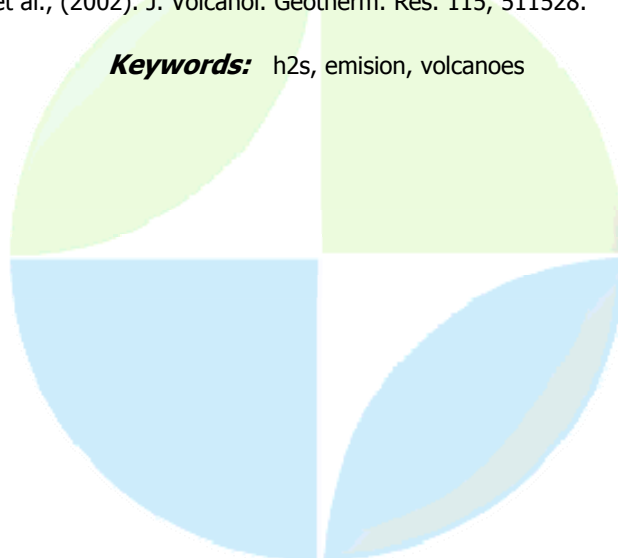 et al., (2002). J. Volcanol. Geotherm. Res. 115, 511528.
Keywords: h2s, emision, volcanoes